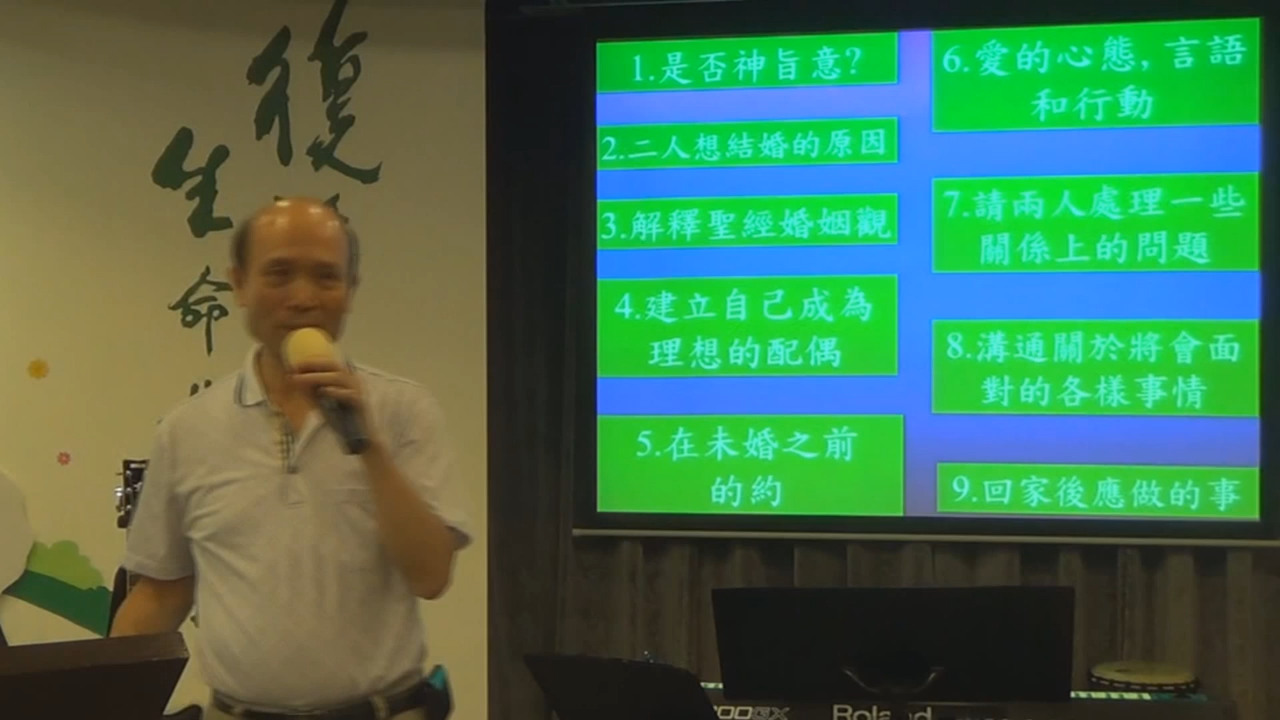 復
生
命
1.是否神旨意?
2.二人想結婚的原因
3.解釋聖經婚姻觀
4.建立自己成為
理想的配偶
5.在未婚之前
的約
6.愛的心態,言語
和行動
7.請兩人處理一些
關係上的問題
8.溝通關於將會面
對的各樣事情
9.回家後應做的事
700GX
Roland